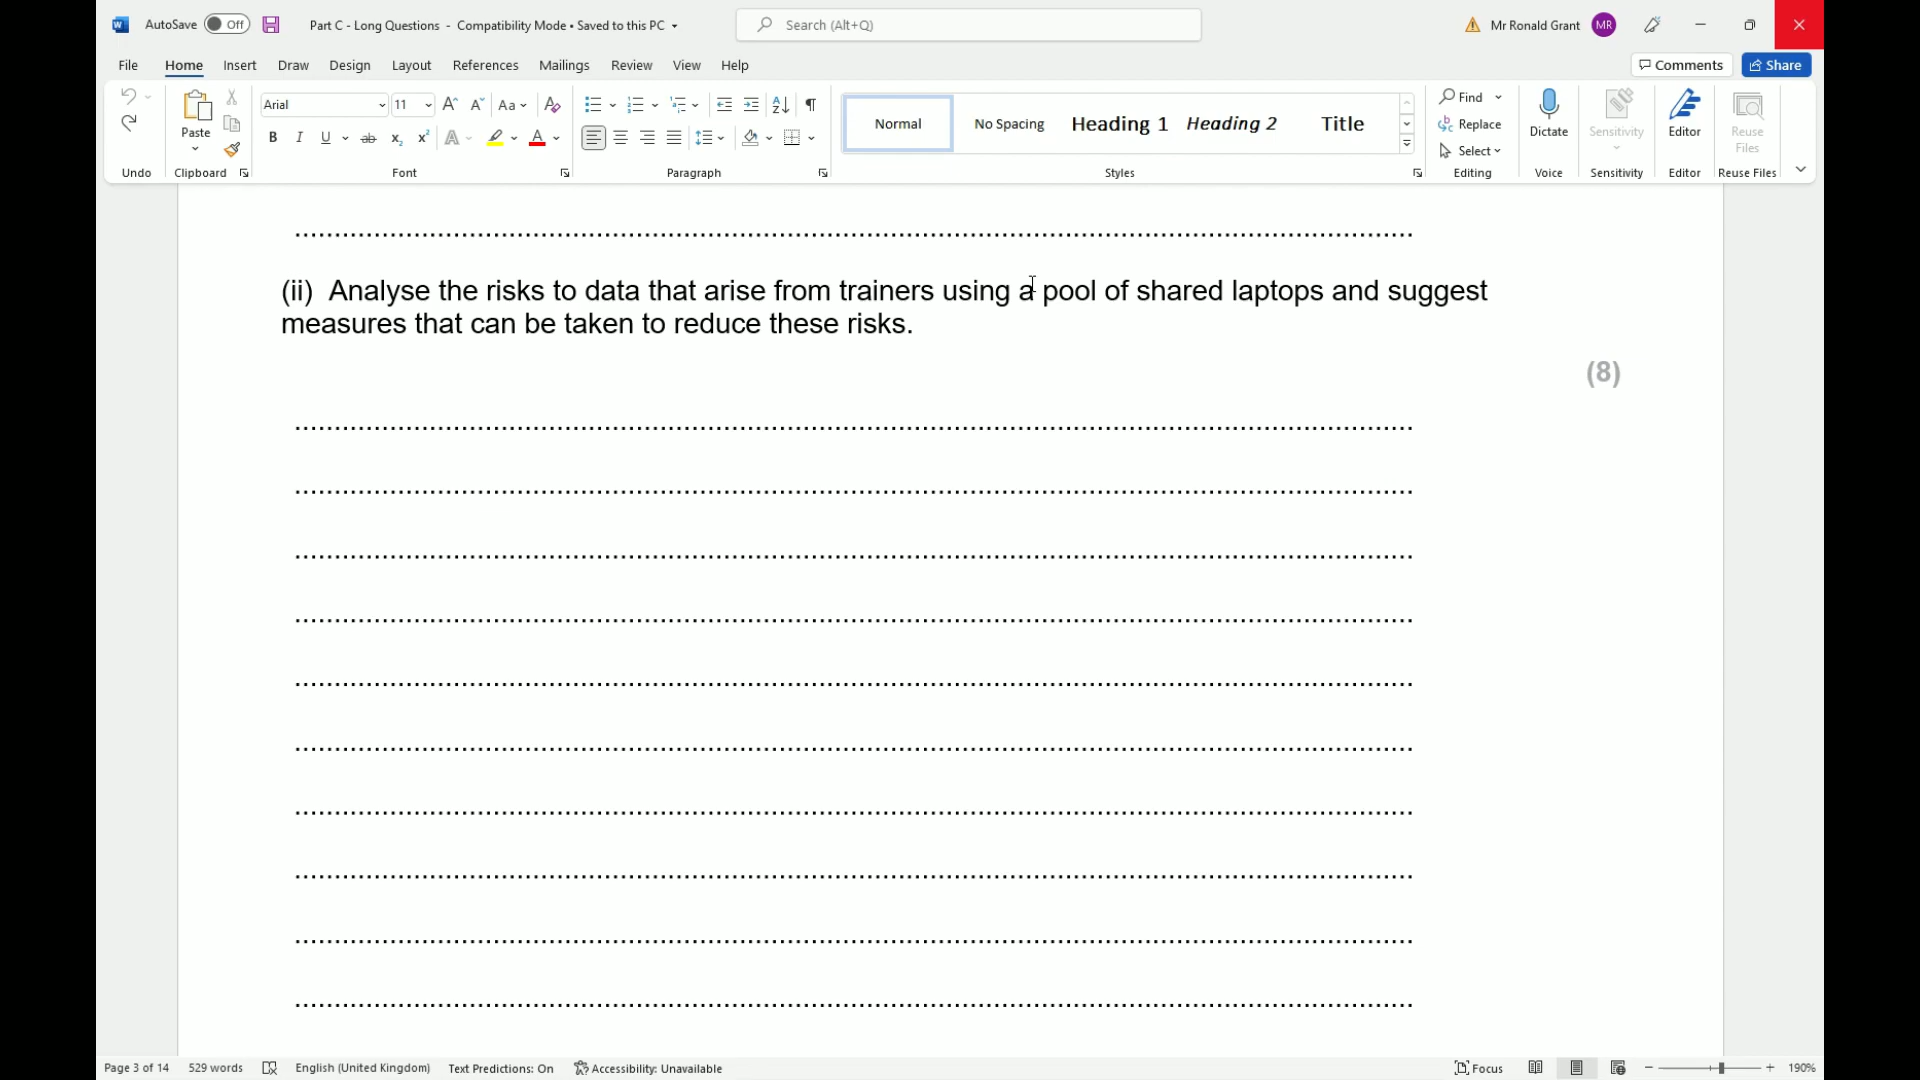 AutoSave Off Part C - Long Questions - Compatibility Mode • Saved to this PC Search (Alt+Q) Mr Ronald Grant MR
File Home Insert Draw Design Layout References Mailings Review View Help Comments Share
Arial 11 Aa Find
Paste Normal No Spacing Heading 1 Heading 2 Title Replace Dictate Sensitivity Editor Reuse Files
Select
Undo Clipboard Font Paragraph Styles Editing Voice Sensitivity Editor Reuse Files
(ii) Analyse the risks to data that arise from trainers using a pool of shared laptops and suggest
measures that can be taken to reduce these risks.
(8)
Page 3 of 14 529 words English (United Kingdom) Text Predictions: On Accessibility: Unavailable Focus 190%